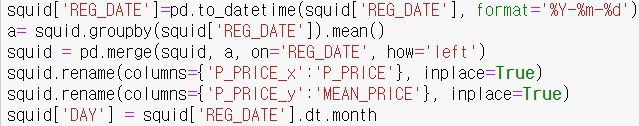 squid['REG_DATE']=pd.to_datetime(squid['REG_DATE'], format='%Y-%m-%d')
a= squid.groupby(squid['REG_DATE']).mean()
squid = pd.merge(squid, a, on='REG_DATE', how='left')
squid.rename(columns={'P_PRICE_x':'P_PRICE'}, inplace=True)
squid.rename(columns={'P_PRICE_y':'MEAN_PRICE'}, inplace=True)
squid['DAY'] = squid['REG_DATE'].dt.month